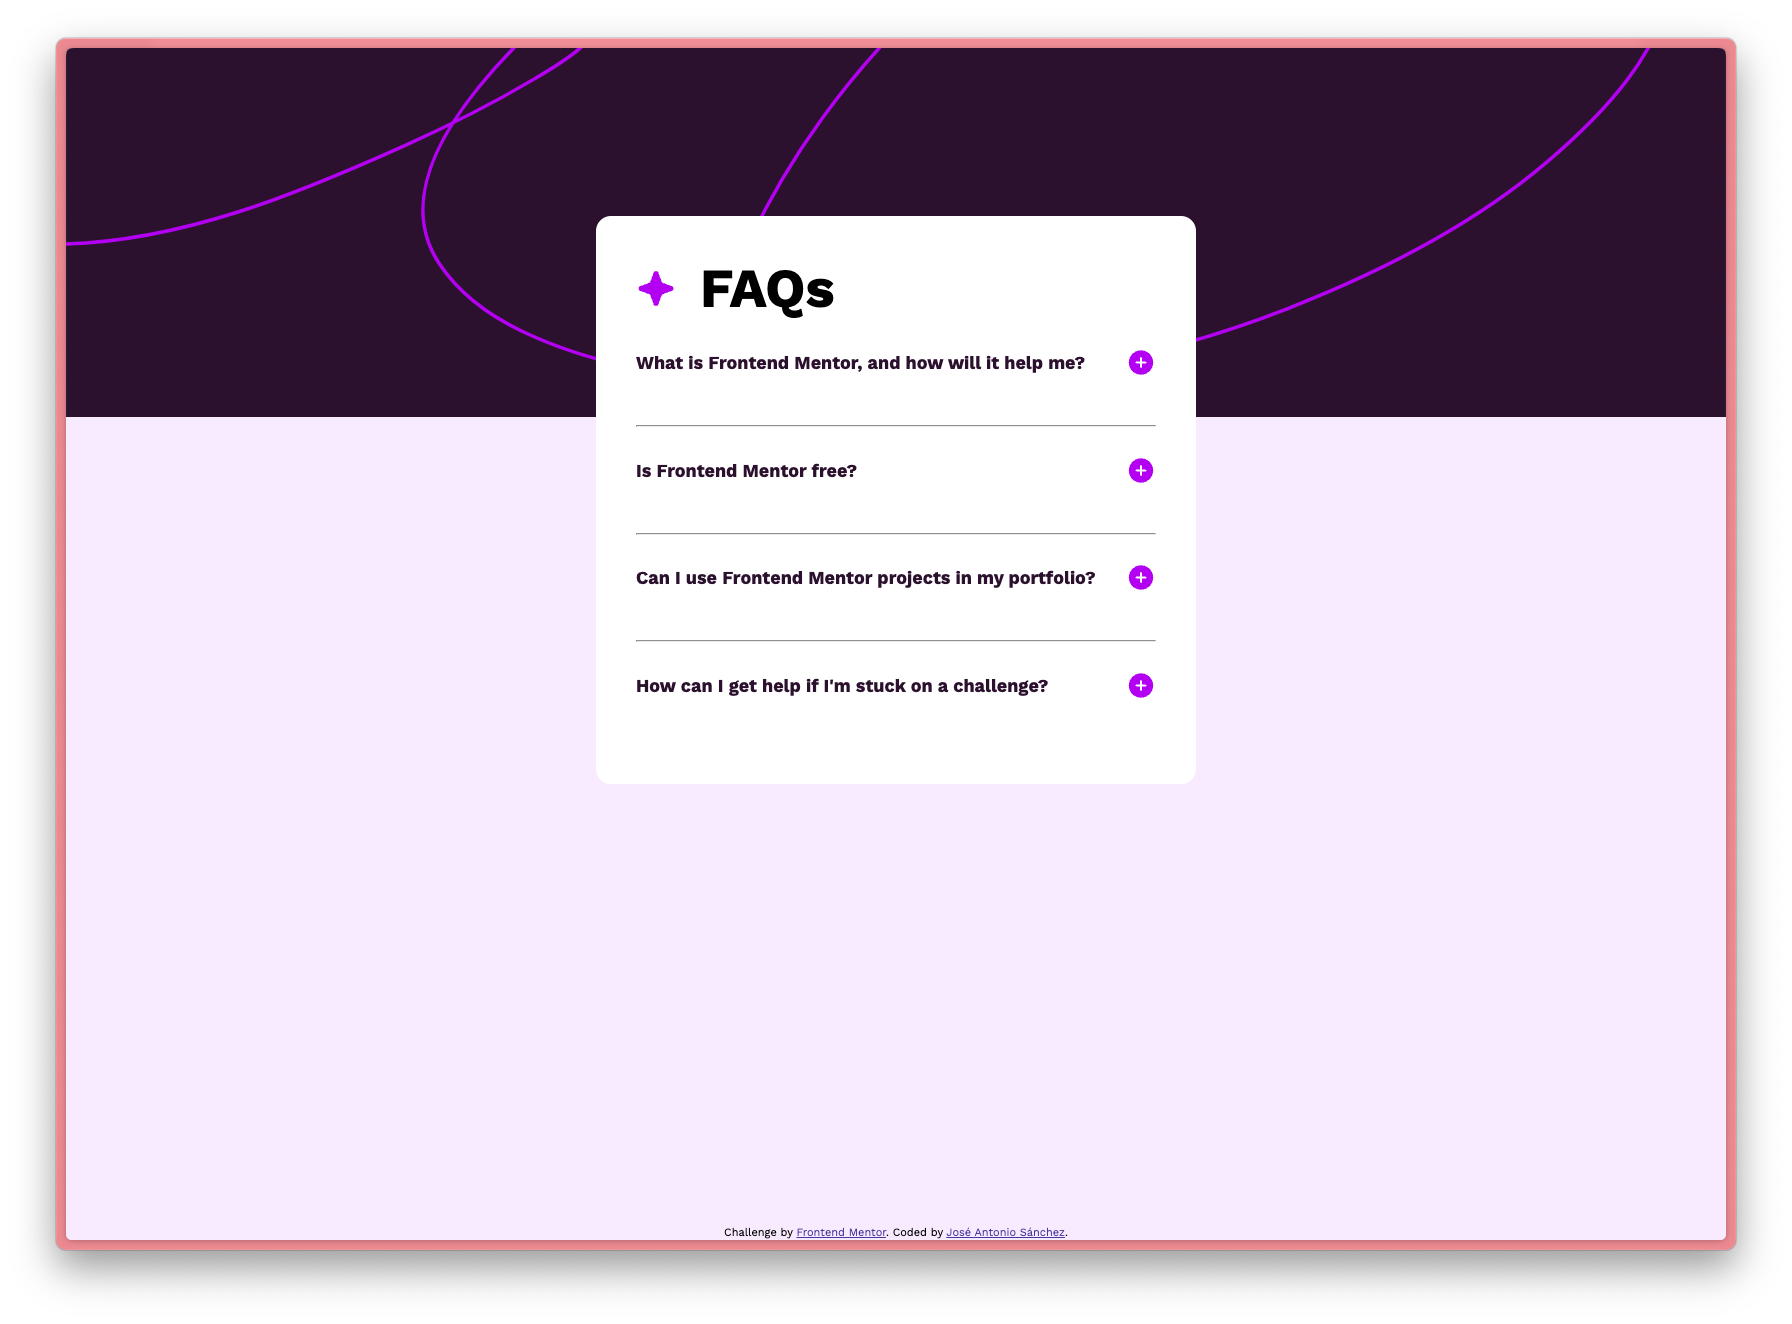 FAQs
What is Frontend Mentor, and how will it help me?
Is Frontend Mentor free?
Can I use Frontend Mentor projects in my portfolio?
How can I get help if I'm stuck on a challenge?
Challenge by Frontend Mentor. Coded by José Antonio Sánchez.